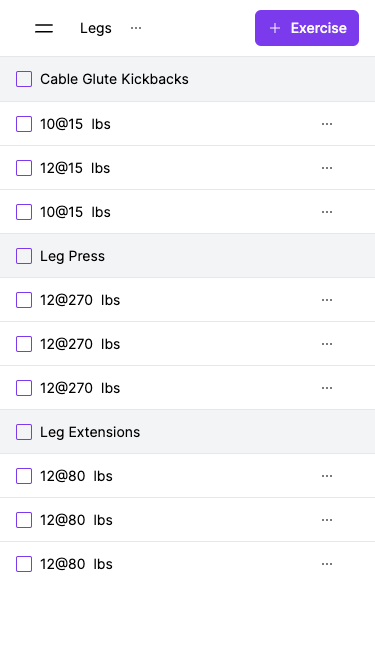 Legs ··· + Exercise
Cable Glute Kickbacks
10@15 lbs ···
12@15 lbs ···
10@15 lbs ···
Leg Press
12@270 lbs ···
12@270 lbs ···
12@270 lbs ···
Leg Extensions
12@80 lbs ···
12@80 lbs ···
12@80 lbs ···